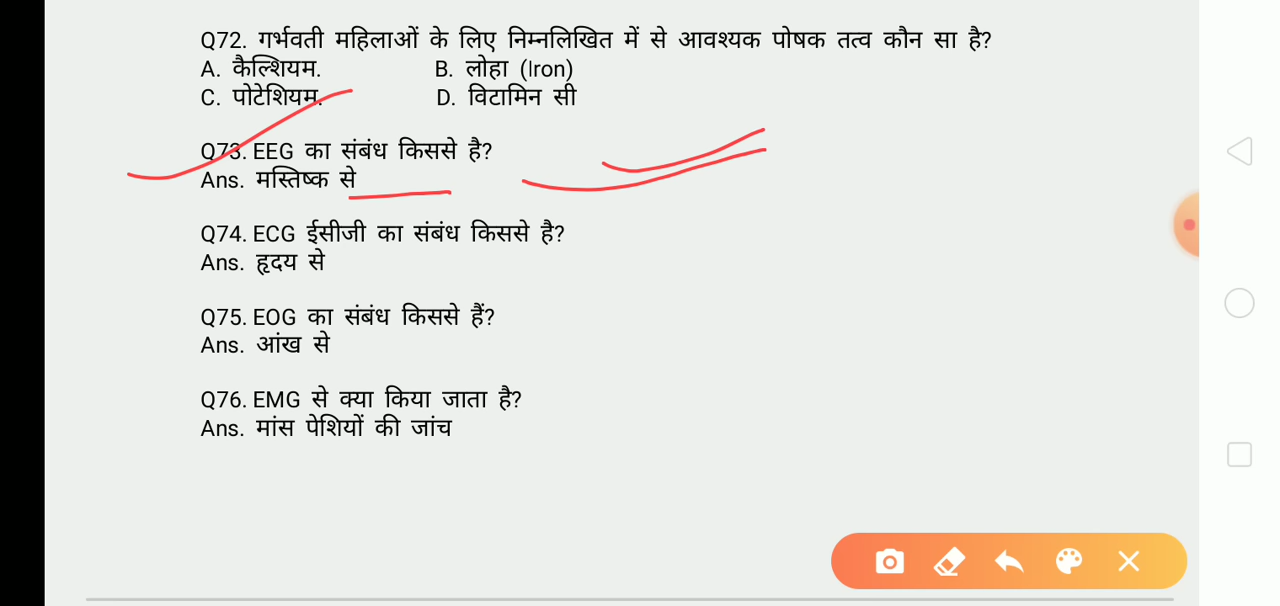 Q72. गर्भवती महिलाओं के लिए निम्नलिखित में से आवश्यक पोषक तत्व कौन सा है?
A. कैल्शियम. B. लोहा (Iron)
C. पोटेशियम. D. विटामिन सी
Q73. EEG का संबंध किससे है?
Ans. मस्तिष्क से
Q74. ECG ईसीजी का संबंध किससे है?
Ans. हृदय से
Q75. EOG का संबंध किससे हैं?
Ans. आंख से
Q76. EMG से क्या किया जाता है?
Ans. मांस पेशियों की जांच